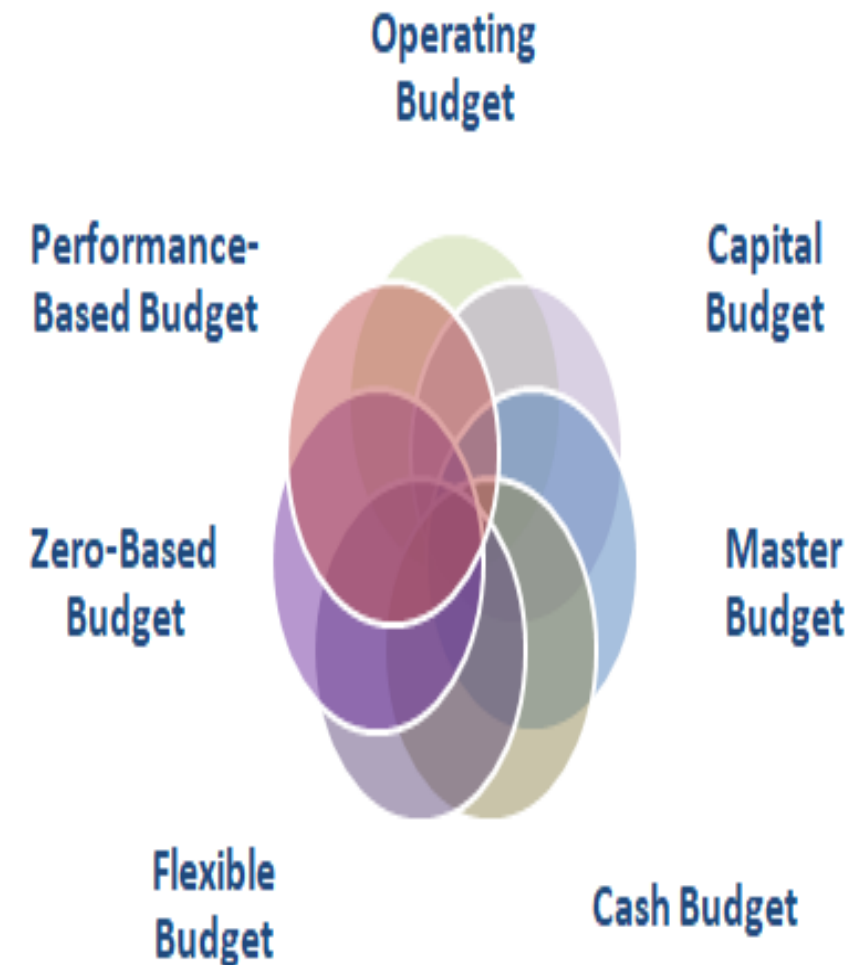 Operating
Budget
Performance-
Based Budget
Capital
Budget
Zero-Based
Budget
Master
Budget
Flexible
Budget
Cash Budget